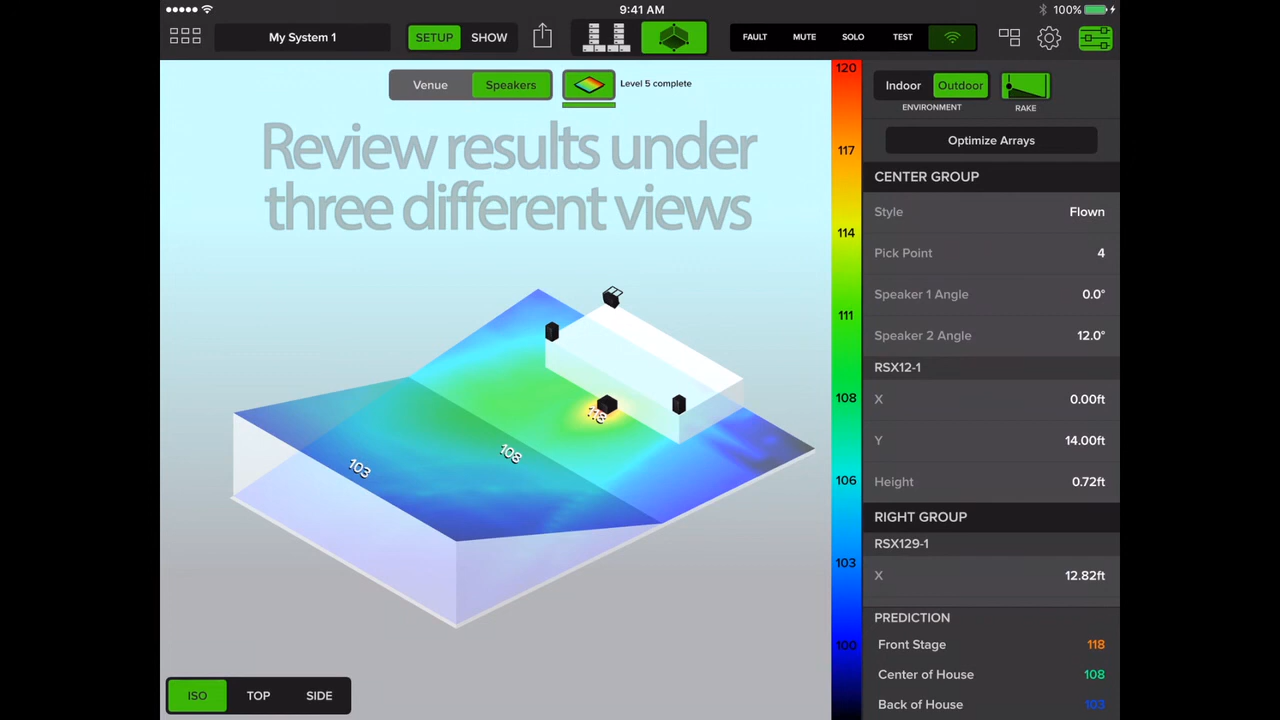 9:41 AM
100%
My System 1
SETUP
SHOW
FAULT
MUTE
SOLO
TEST
Venue
Speakers
Level 5 complete
Review results under
three different views
118
108
103
120
117
114
111
108
106
103
100
Indoor
Outdoor
ENVIRONMENT
RAKE
Optimize Arrays
CENTER GROUP
Style Flown
Pick Point 4
Speaker 1 Angle 0.0°
Speaker 2 Angle 12.0°
RSX12-1
X 0.00ft
Y 14.00ft
Height 0.72ft
RIGHT GROUP
RSX129-1
X 12.82ft
PREDICTION
Front Stage 118
Center of House 108
Back of House 103
ISO
TOP
SIDE